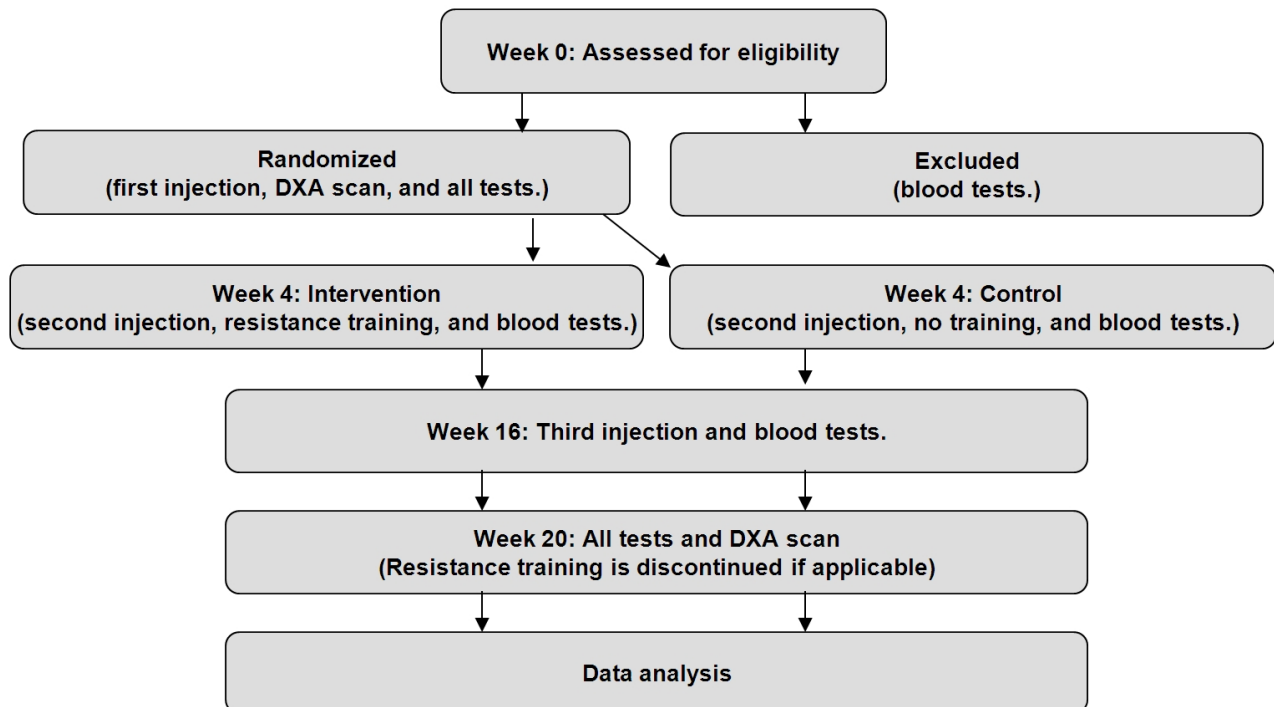 Week 0: Assessed for eligibility
Randomized
(first injection, DXA scan, and all tests.)
Excluded
(blood tests.)
Week 4: Intervention
(second injection, resistance training, and blood tests.)
Week 4: Control
(second injection, no training, and blood tests.)
Week 16: Third injection and blood tests.
Week 20: All tests and DXA scan
(Resistance training is discontinued if applicable)
Data analysis